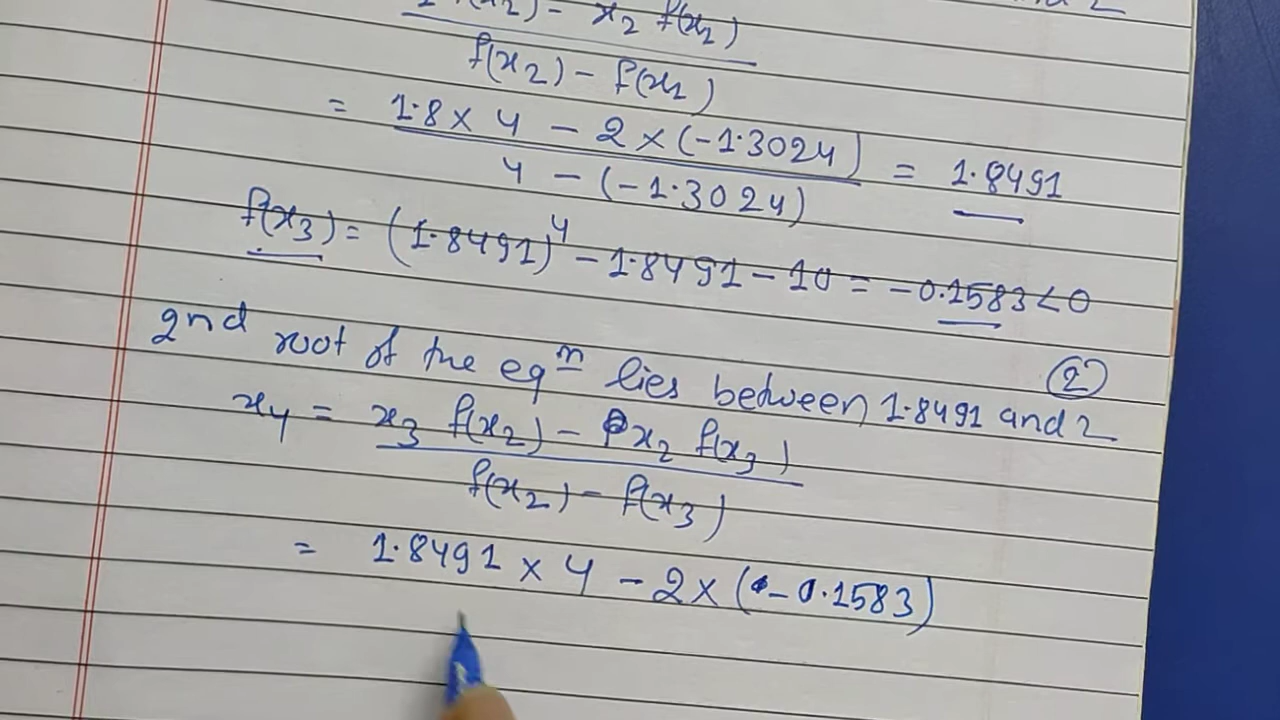 x₂ f(x₂)
f(x₂) - f(x₁)
= 1.8 × 4 - 2 × (-1.3024) = 1.8491
4 - (-1.3024)
f(x₃) = (1.8491)⁴ - 1.8491 - 10 = -0.1583 < 0
2nd root of the eqⁿ lies between 1.8491 and 2 (2)
x₄ = x₃ f(x₂) - x₂ f(x₃)
f(x₂) - f(x₃)
= 1.8491 × 4 - 2 × (-0.1583)